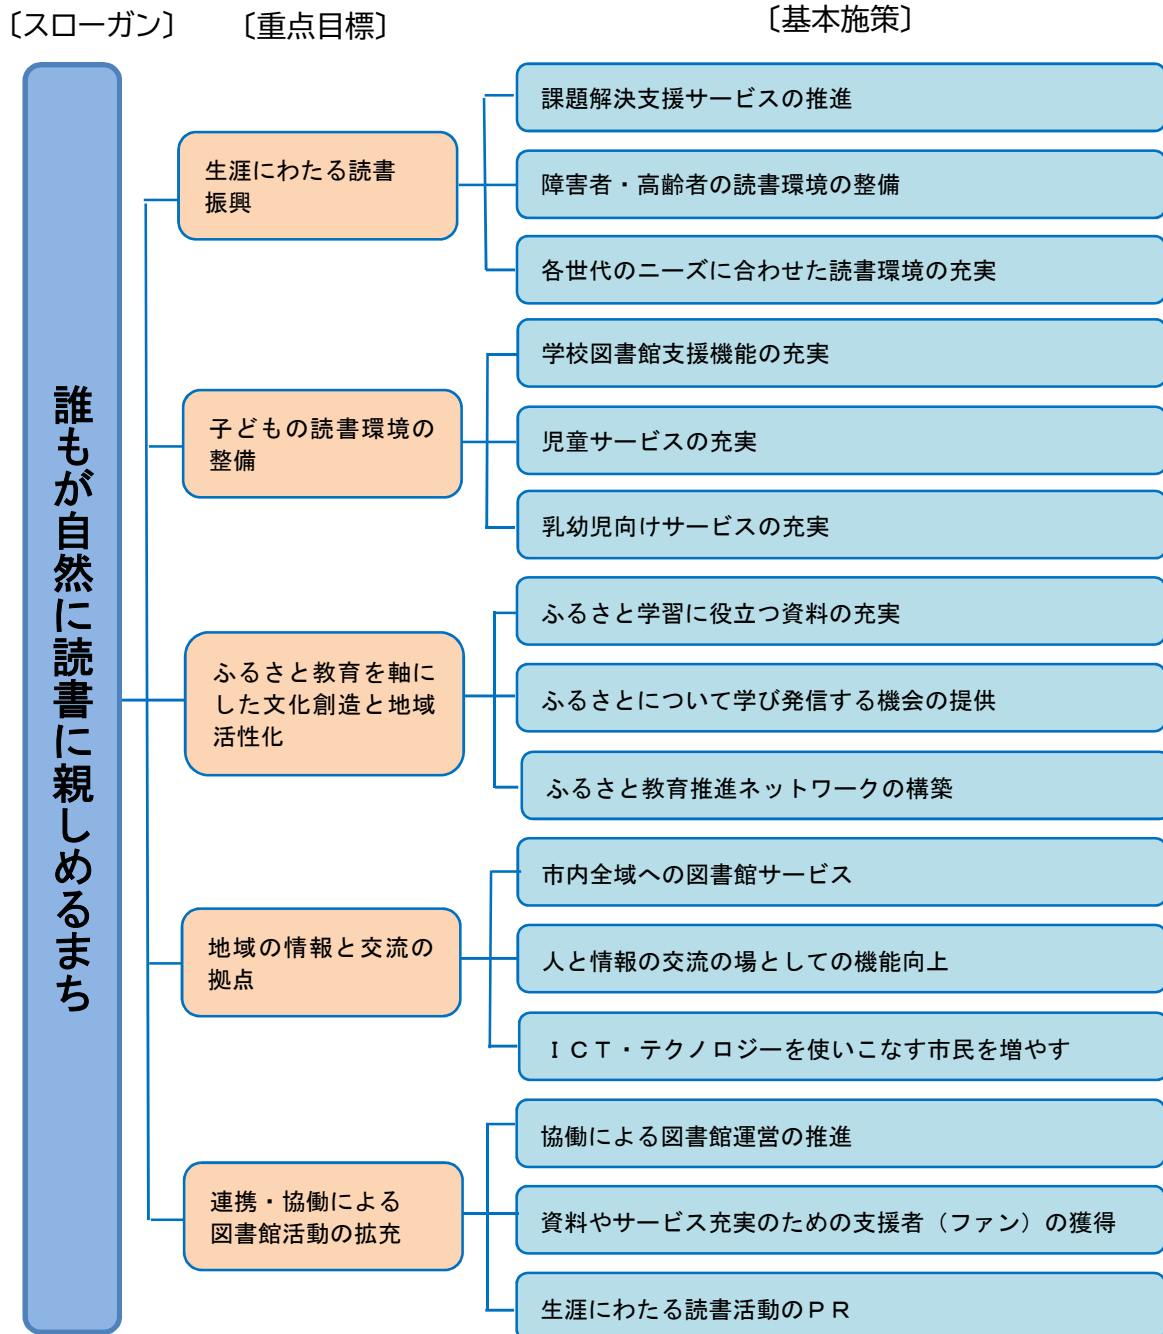 〔スローガン〕
〔重点目標〕
〔基本施策〕
誰もが自然に読書に親しめるまち
生涯にわたる読書
振興
課題解決支援サービスの推進
障害者・高齢者の読書環境の整備
各世代のニーズに合わせた読書環境の充実
子どもの読書環境の
整備
学校図書館支援機能の充実
児童サービスの充実
乳幼児向けサービスの充実
ふるさと教育を軸に
した文化創造と地域
活性化
ふるさと学習に役立つ資料の充実
ふるさとについて学び発信する機会の提供
ふるさと教育推進ネットワークの構築
地域の情報と交流の
拠点
市内全域への図書館サービス
人と情報の交流の場としての機能向上
ＩＣＴ・テクノロジーを使いこなす市民を増やす
連携・協働による
図書館活動の拡充
協働による図書館運営の推進
資料やサービス充実のための支援者（ファン）の獲得
生涯にわたる読書活動のＰＲ